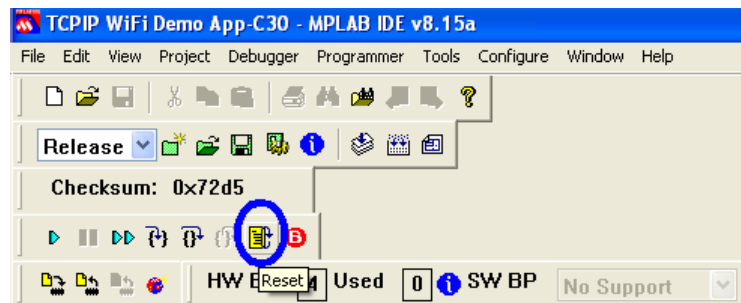 TCPIP WiFi Demo App-C30 - MPLAB IDE v8.15a
File Edit View Project Debugger Programmer Tools Configure Window Help
Release
Checksum: 0x72d5
B
HW Reset 4 Used 0 SW BP No Support